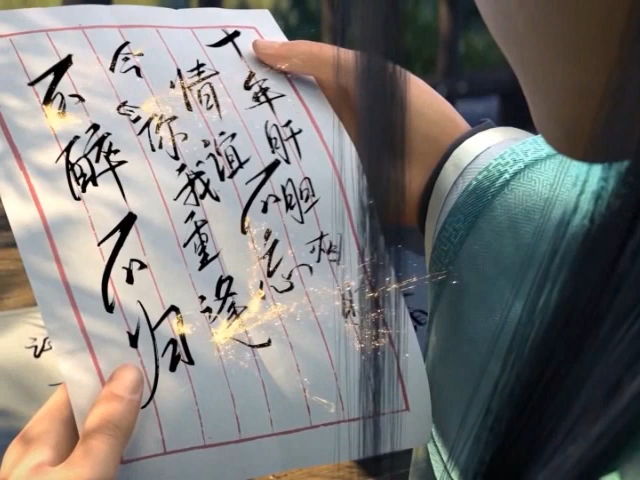 十年肝胆
情谊不忘
今你我重逢
不醉不归